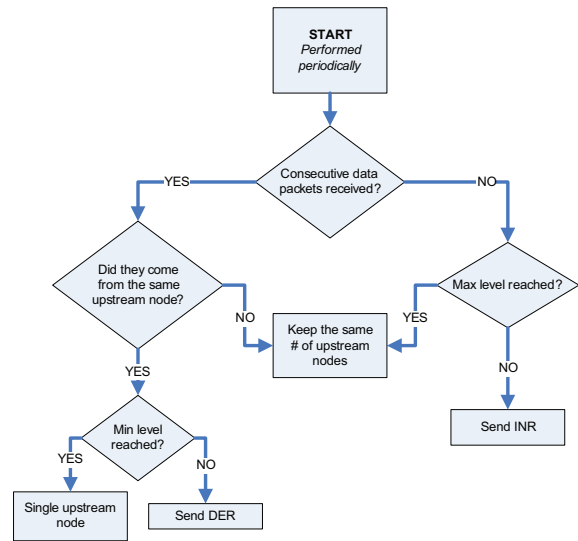 START
Performed
periodically
Consecutive data
packets received?
YES
NO
Did they come
from the same
upstream node?
Max level reached?
NO
YES
Keep the same
# of upstream
nodes
YES
NO
Send INR
Min level
reached?
YES
NO
Single upstream
node
Send DER